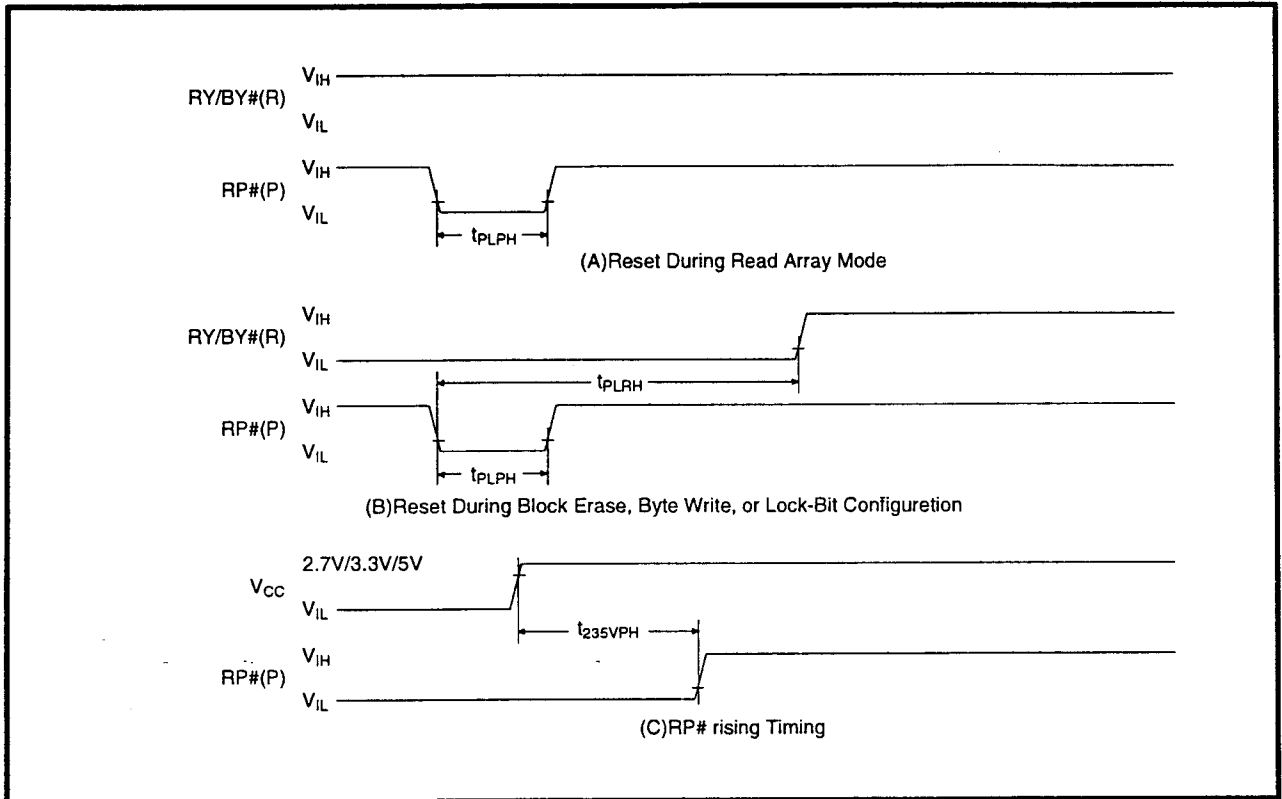 V_IH
RY/BY#(R)
V_IL
V_IH
RP#(P)
V_IL
t_PLPH
(A)Reset During Read Array Mode
V_IH
RY/BY#(R)
V_IL
t_PLRH
V_IH
RP#(P)
V_IL
t_PLPH
(B)Reset During Block Erase, Byte Write, or Lock-Bit Configuretion
2.7V/3.3V/5V
V_CC
V_IL
t_235VPH
V_IH
RP#(P)
V_IL
(C)RP# rising Timing